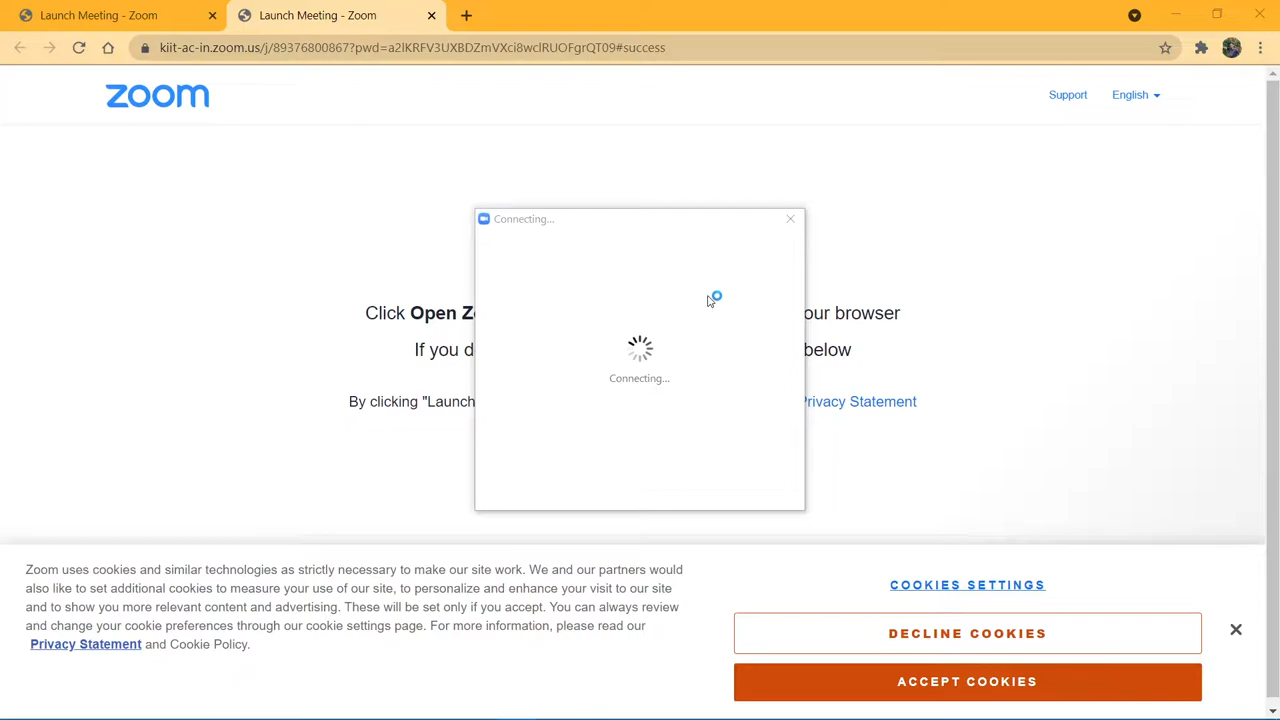 Launch Meeting - Zoom
Launch Meeting - Zoom
kiit-ac-in.zoom.us/j/89376800867?pwd=a2lKRFV3UXBDZmVXci8wclRUOFgrQT09#success
zoom
Support
English
Connecting...
Click Open Z
our browser
Connecting...
If you d
below
By clicking "Launch
Privacy Statement
Zoom uses cookies and similar technologies as strictly necessary to make our site work. We and our partners would
also like to set additional cookies to measure your use of our site, to personalize and enhance your visit to our site
and to show you more relevant content and advertising. These will be set only if you accept. You can always review
and change your cookie preferences through our cookie settings page. For more information, please read our
Privacy Statement and Cookie Policy.
COOKIES SETTINGS
DECLINE COOKIES
ACCEPT COOKIES